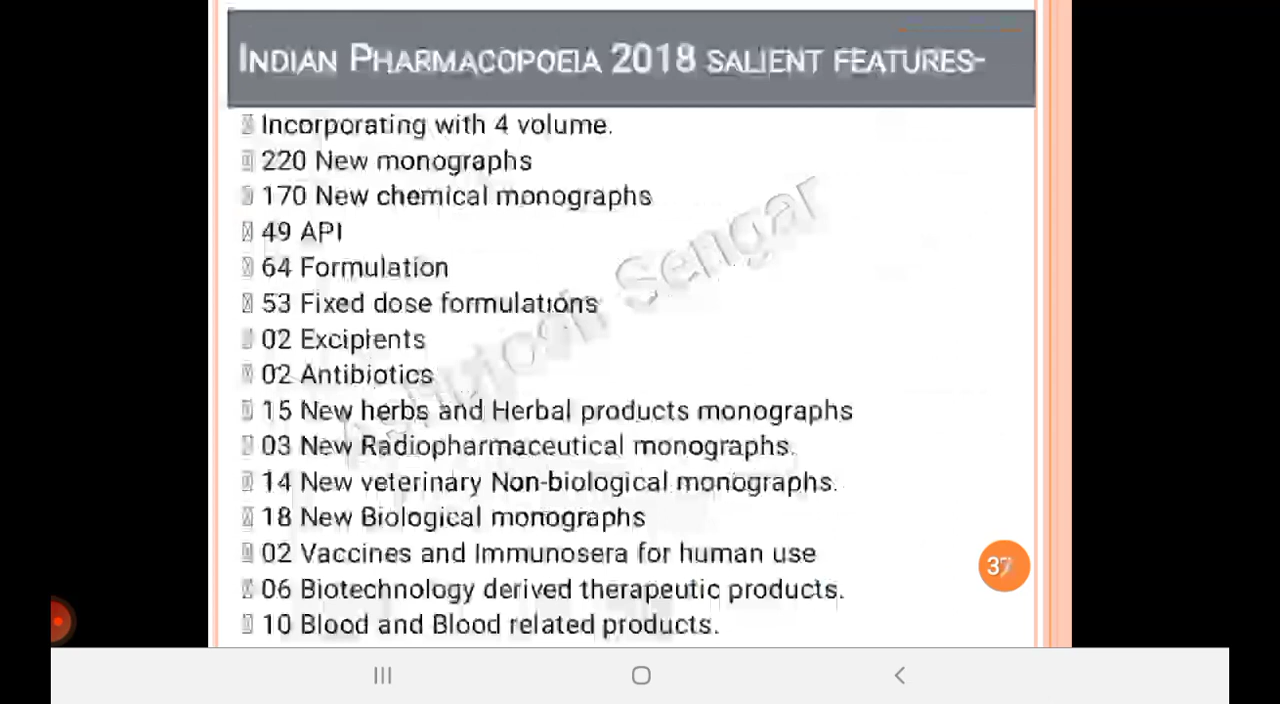 INDIAN PHARMACOPOEIA 2018 SALIENT FEATURES-
Incorporating with 4 volume.
220 New monographs
170 New chemical monographs
49 API
64 Formulation
53 Fixed dose formulations
02 Excipients
02 Antibiotics
15 New herbs and Herbal products monographs
03 New Radiopharmaceutical monographs.
14 New veterinary Non-biological monographs.
18 New Biological monographs
02 Vaccines and Immunosera for human use
37
06 Biotechnology derived therapeutic products.
10 Blood and Blood related products.
Ashutosh Sengar